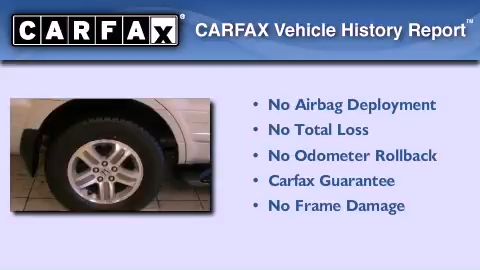 CARFAX® CARFAX Vehicle History Report™
• No Airbag Deployment
• No Total Loss
• No Odometer Rollback
• Carfax Guarantee
• No Frame Damage